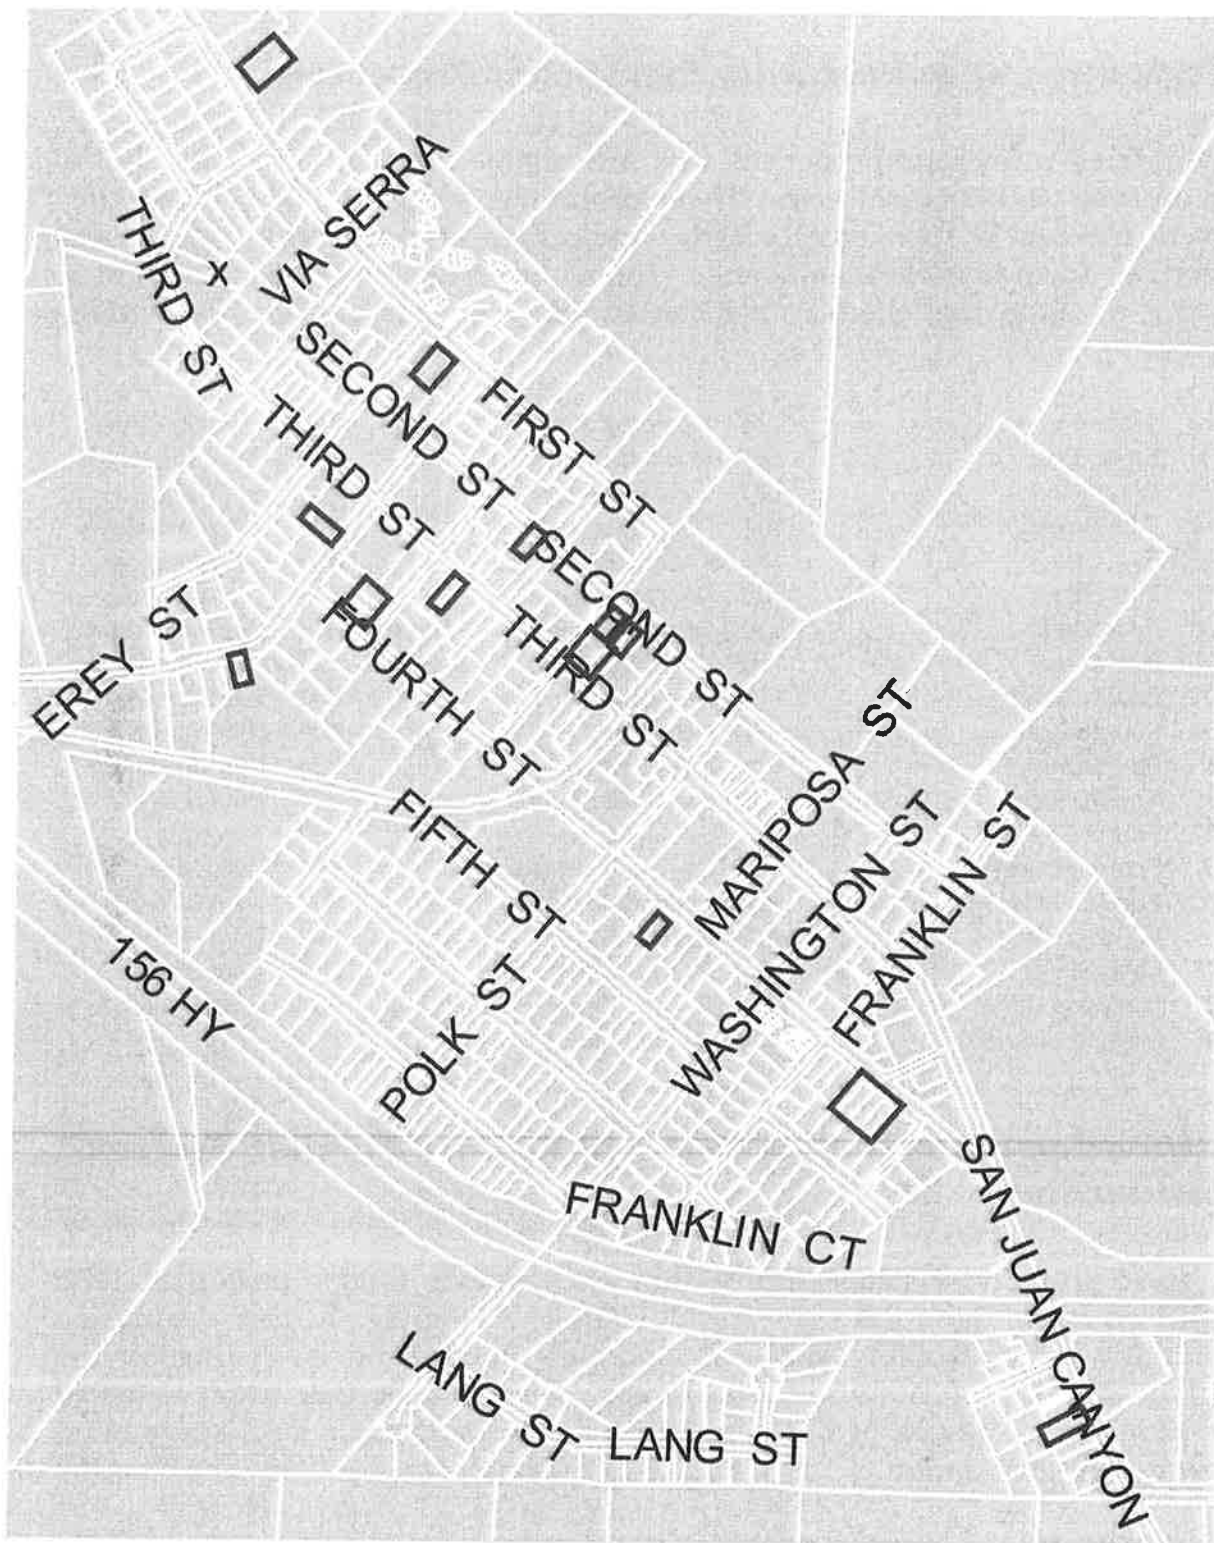 VIA SERRA
THIRD ST
SECOND ST
FIRST ST
THIRD ST
SECOND ST
EREY ST
FOURTH ST
THIRD ST
MARIPOSA ST
FIFTH ST
WASHINGTON ST
FRANKLIN ST
156 HY
POLK ST
FRANKLIN CT
SAN JUAN CANYON
LANG ST
LANG ST